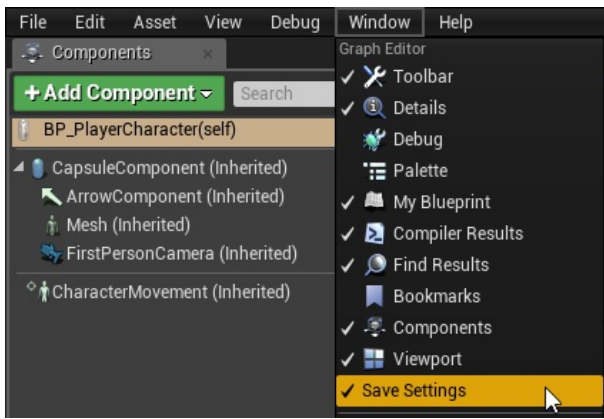 File Edit Asset View Debug Window Help
Components
Graph Editor
+Add Component
Search
Toolbar
BP_PlayerCharacter(self)
Details
Debug
CapsuleComponent (Inherited)
Palette
ArrowComponent (Inherited)
My Blueprint
Mesh (Inherited)
Compiler Results
FirstPersonCamera (Inherited)
Find Results
CharacterMovement (Inherited)
Bookmarks
Components
Viewport
Save Settings